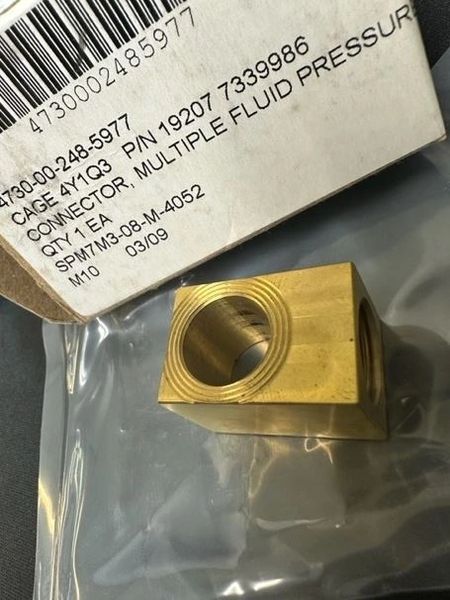 4730002485977
4730-00-248-5977
CAGE 4Y1Q3 P/N 19207 7339986
CONNECTOR, MULTIPLE FLUID PRESSUR
QTY 1 EA
SPM7M3-08-M-4052
M10 03/09